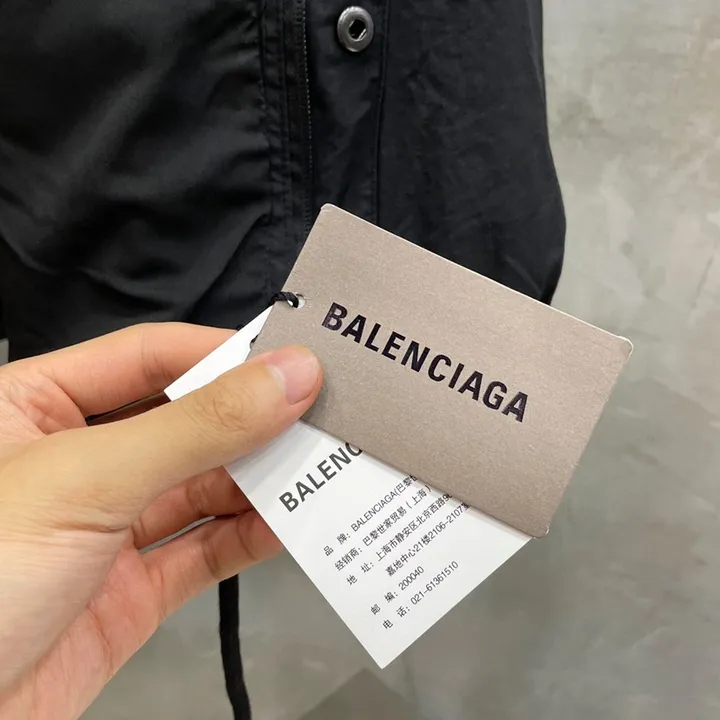 BALENCIAGA
BALENC
品 牌: BALENCIAGA(巴黎
经销商: 巴黎世家贸易(上海
地 址: 上海市静安区北京西路
嘉地中心21楼2106-2107
邮 编: 200040
电 话: 021-61361510